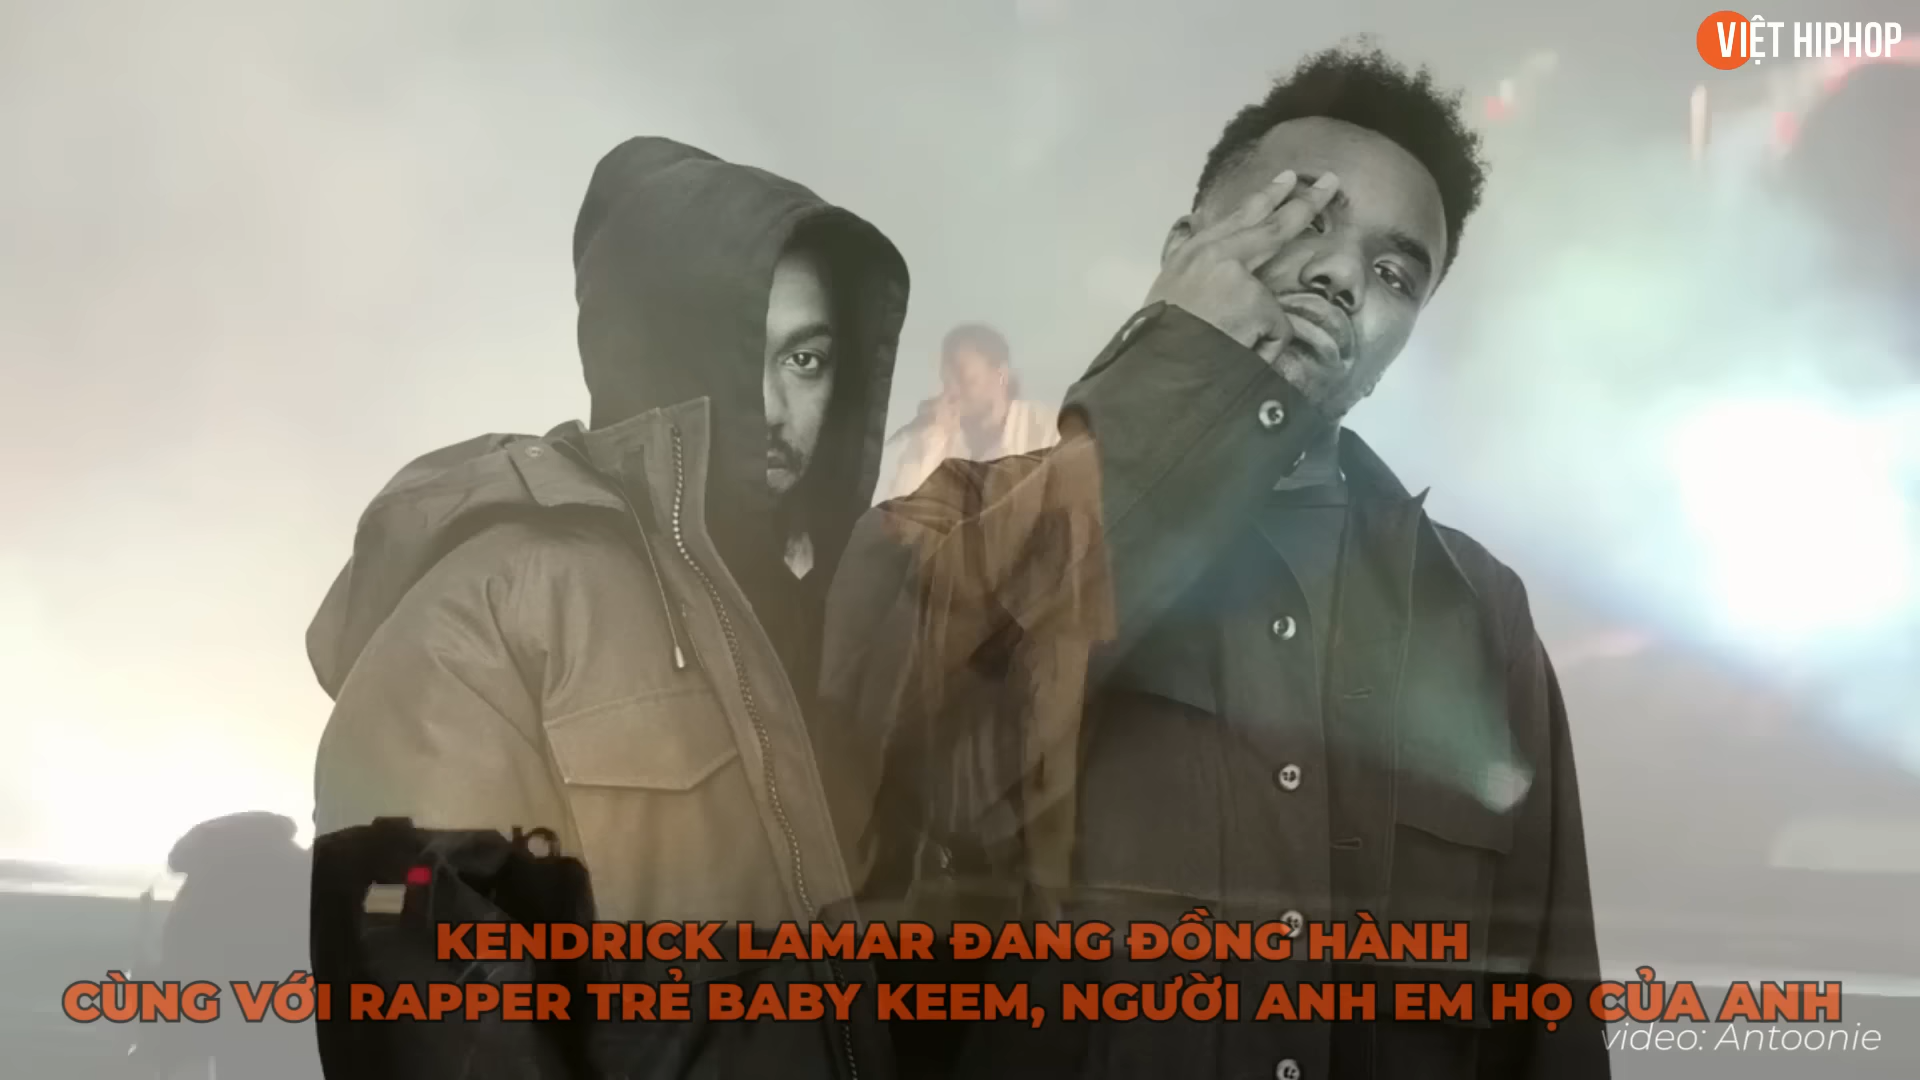 VIỆT HIPHOP
KENDRICK LAMAR ĐANG ĐỒNG HÀNH
CÙNG VỚI RAPPER TRẺ BABY KEEM, NGƯỜI ANH EM HỌ CỦA ANH
video: Antoonie